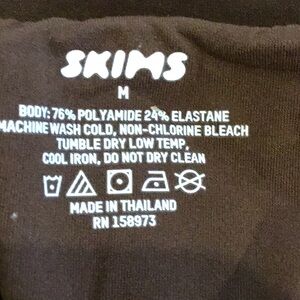 SKIMS
M
BODY: 76% POLYAMIDE 24% ELASTANE
MACHINE WASH COLD, NON-CHLORINE BLEACH
TUMBLE DRY LOW TEMP,
COOL IRON, DO NOT DRY CLEAN
MADE IN THAILAND
RN 158973